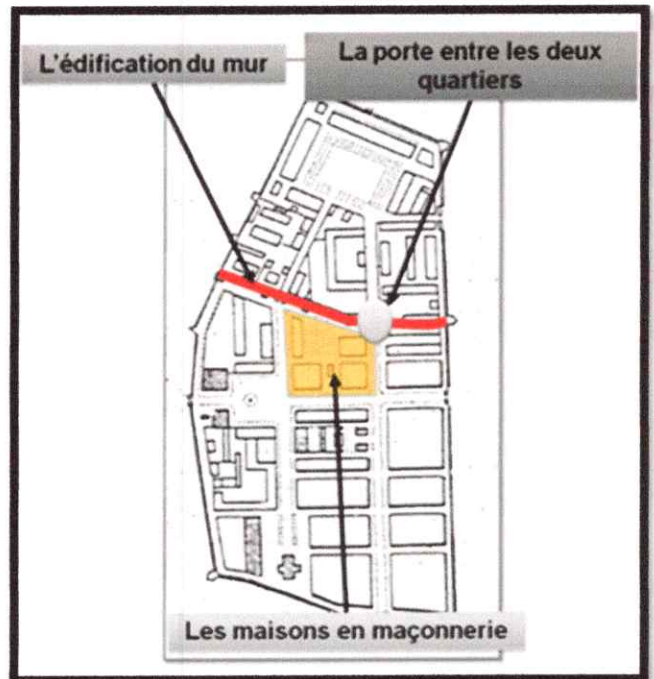 L'édification du mur
La porte entre les deux
quartiers
Les maisons en maçonnerie